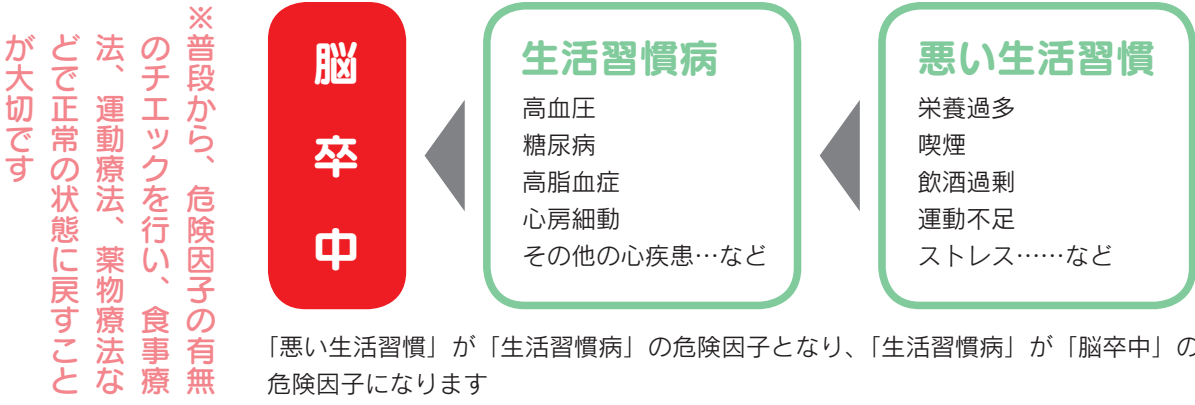 悪い生活習慣
栄養過多
喫煙
飲酒過剰
運動不足
ストレス……など
生活習慣病
高血圧
糖尿病
高脂血症
心房細動
その他の心疾患…など
脳卒中
「悪い生活習慣」が「生活習慣病」の危険因子となり、「生活習慣病」が「脳卒中」の
危険因子になります
※普段から、危険因子の有無
のチエックを行い、食事療
法、運動療法、薬物療法な
どで正常の状態に戻すこと
が大切です